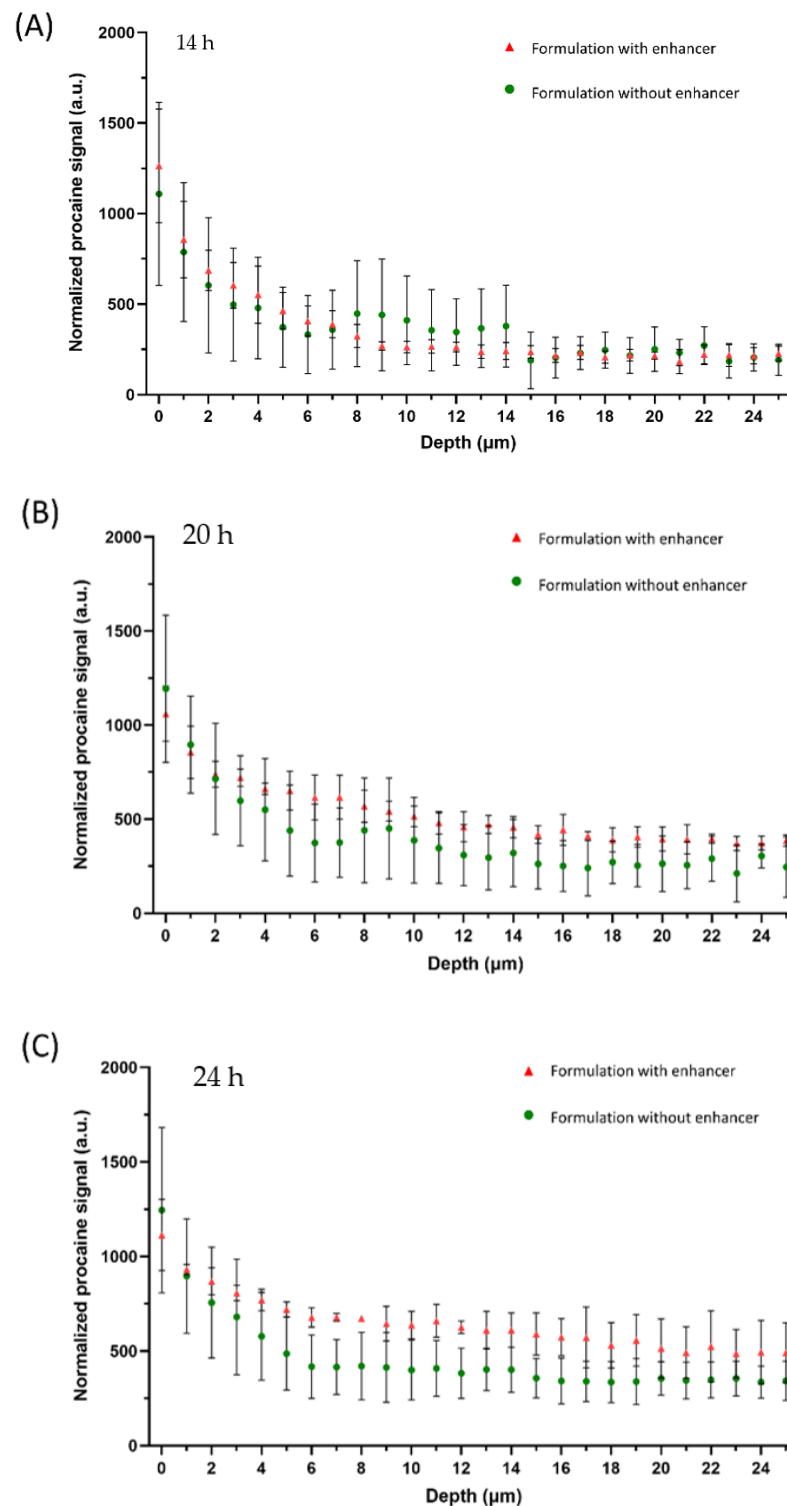 (A)
14 h
Formulation with enhancer
Formulation without enhancer
Normalized procaine signal (a.u.)
2000
1500
1000
500
0
0 2 4 6 8 10 12 14 16 18 20 22 24
Depth (µm)
(B)
20 h
Formulation with enhancer
Formulation without enhancer
Normalized procaine signal (a.u.)
2000
1500
1000
500
0
0 2 4 6 8 10 12 14 16 18 20 22 24
Depth (µm)
(C)
24 h
Formulation with enhancer
Formulation without enhancer
Normalized procaine signal (a.u.)
2000
1500
1000
500
0
0 2 4 6 8 10 12 14 16 18 20 22 24
Depth (µm)